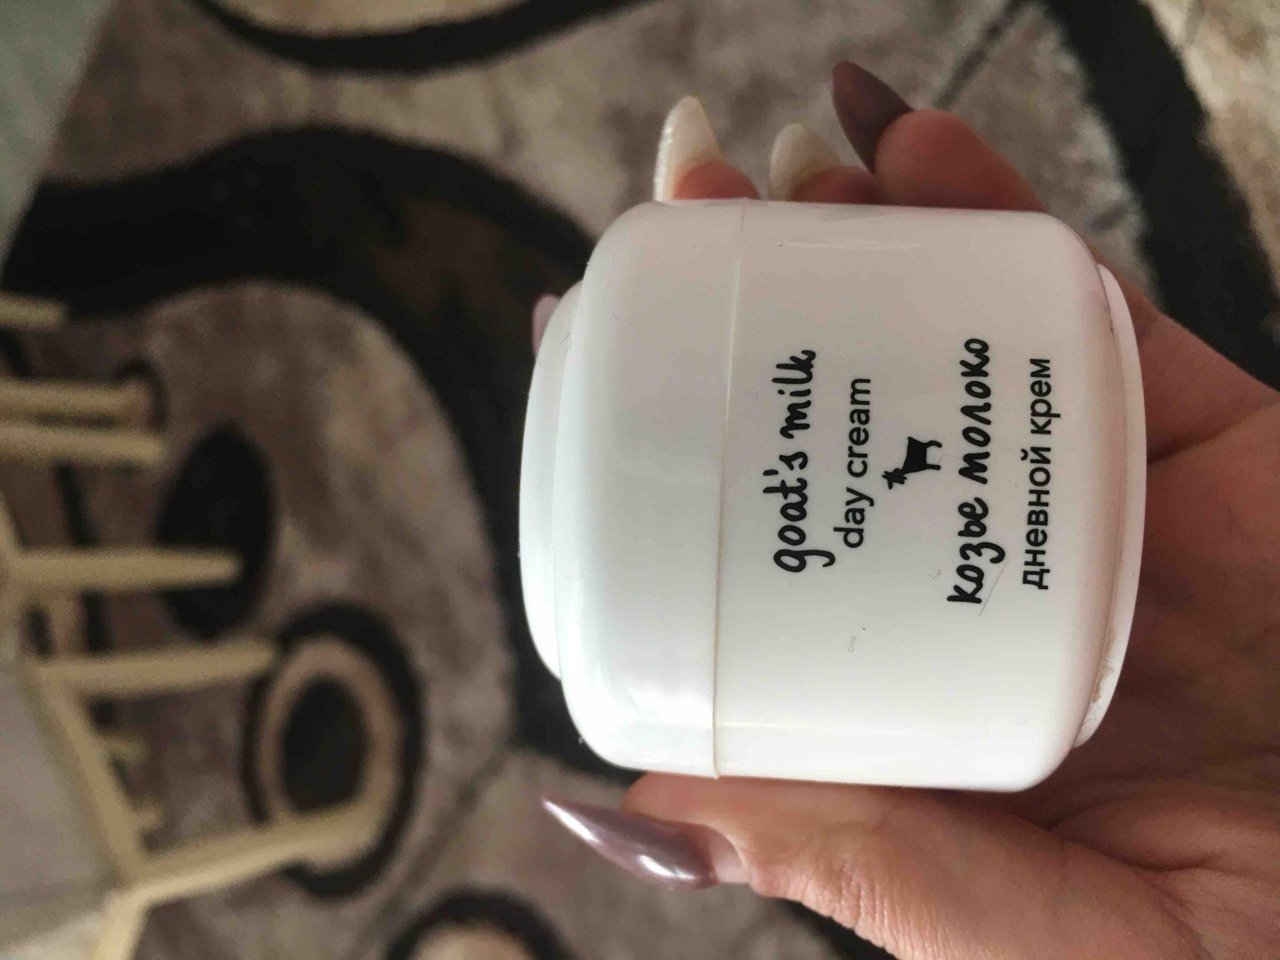 goat's milk
day cream
козье молоко
дневной крем